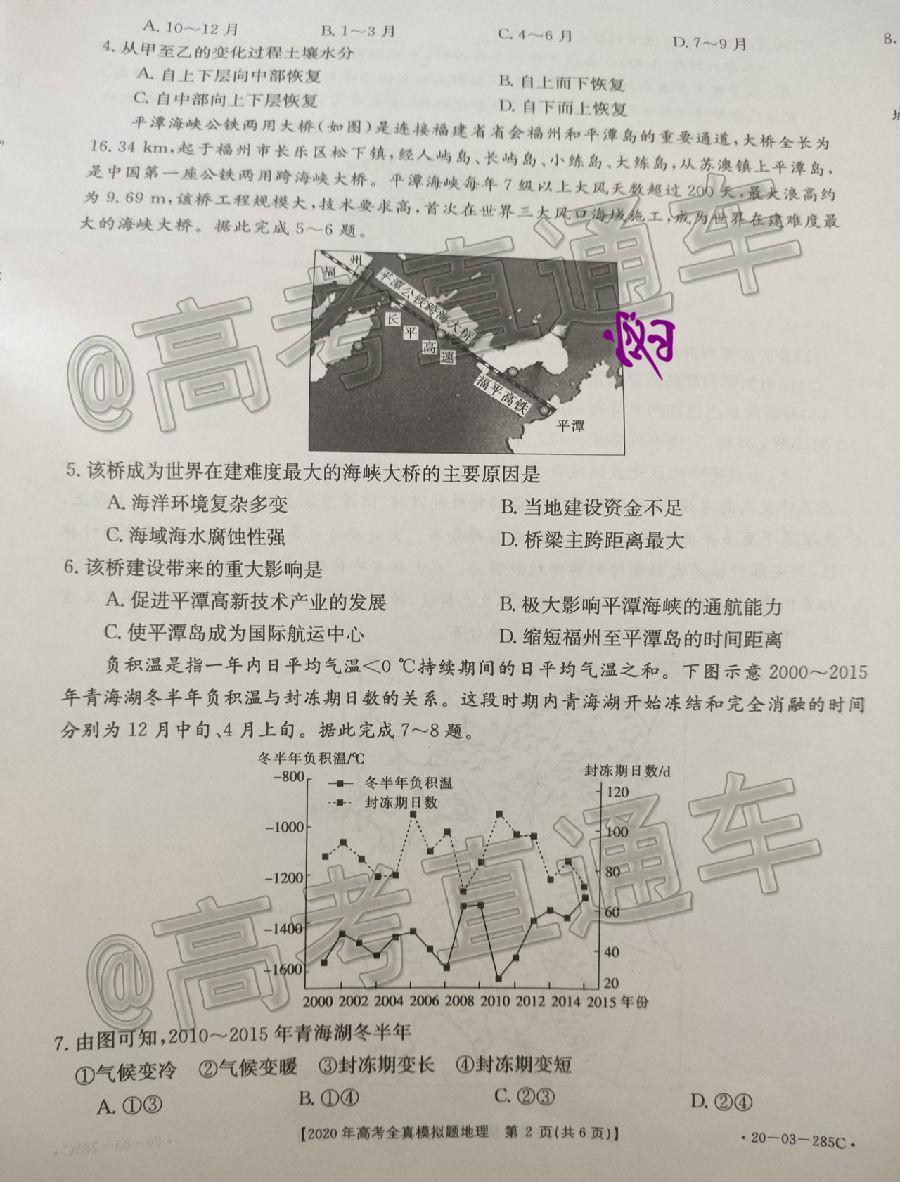 A. 10～12月 B. 1～3月 C. 4～6月 D. 7～9月
8.
4. 从甲至乙的变化过程土壤水分
A. 自上下层向中部恢复 B. 自上而下恢复
C. 自中部向上下层恢复 D. 自下而上恢复
平潭海峡公铁两用大桥(如图)是连接福建省省会福州和平潭岛的重要通道,大桥全长为
16.34 km,起于福州市长乐区松下镇,经人屿岛、长屿岛、小练岛、大练岛,从苏澳镇上平潭岛,
是中国第一座公铁两用跨海峡大桥。平潭海峡每年7级以上大风天数超过200天,最大浪高约
为9.69 m,该桥工程规模大,技术要求高,首次在世界三大风口海域施工,成为世界在建难度最
大的海峡大桥。据此完成5～6题。
福州
平潭公铁跨海大桥
长平高速
福平高铁
平潭
5. 该桥成为世界在建难度最大的海峡大桥的主要原因是
A. 海洋环境复杂多变 B. 当地建设资金不足
C. 海域海水腐蚀性强 D. 桥梁主跨距离最大
6. 该桥建设带来的重大影响是
A. 促进平潭高新技术产业的发展 B. 极大影响平潭海峡的通航能力
C. 使平潭岛成为国际航运中心 D. 缩短福州至平潭岛的时间距离
负积温是指一年内日平均气温<0 ℃持续期间的日平均气温之和。下图示意2000～2015
年青海湖冬半年负积温与封冻期日数的关系。这段时期内青海湖开始冻结和完全消融的时间
分别为12月中旬、4月上旬。据此完成7～8题。
冬半年负积温/℃ 封冻期日数/d
-800 冬半年负积温 120
封冻期日数
-1000 100
-1200 80
60
-1400
40
-1600
20
2000 2002 2004 2006 2008 2010 2012 2014 2015 年份
7. 由图可知,2010～2015年青海湖冬半年
①气候变冷 ②气候变暖 ③封冻期变长 ④封冻期变短
A. ①③ B. ①④ C. ②③ D. ②④
【2020年高考全真模拟题地理 第2页(共6页)】 ·20-03-285C·
@高考直通车
@高考直通车